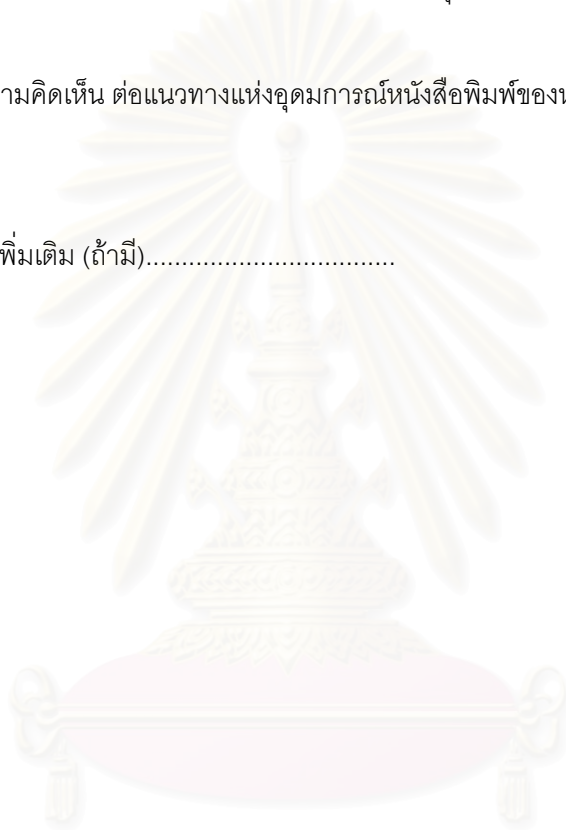 ามคิดเห็น ต่อแนวทางแห่งอุดมการณ์หนังสือพิมพ์ของ
พิ่มเติม (ถ้ามี)...................................